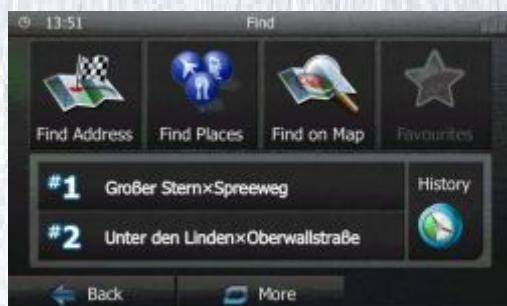 13:51 Find
Find Address Find Places Find on Map Favourites
#1 Großer Stern×Spreeweg History
#2 Unter den Linden×Oberwallstraße
Back More